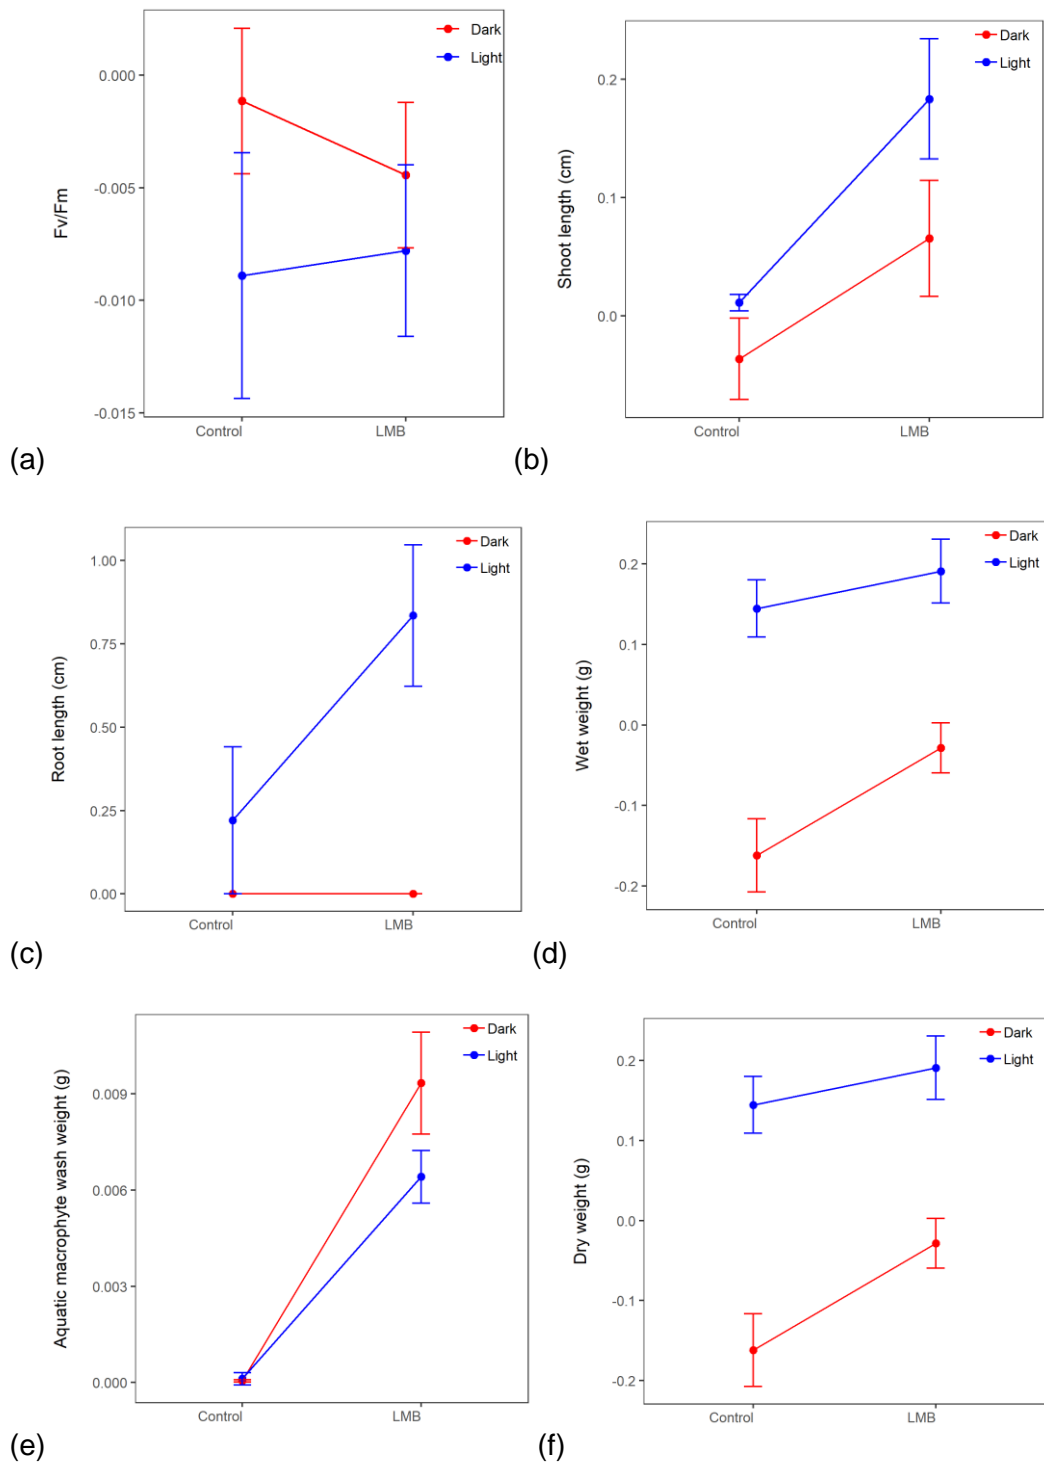 Dark
Light
0.000
-0.005
-0.010
-0.015
Fv/Fm
Control
LMB
(a)
Dark
Light
0.2
0.1
0.0
Shoot length (cm)
Control
LMB
(b)
Dark
Light
1.00
0.75
0.50
0.25
0.00
Root length (cm)
Control
LMB
(c)
Dark
Light
0.2
0.1
0.0
-0.1
-0.2
Wet weight (g)
Control
LMB
(d)
Dark
Light
0.009
0.006
0.003
0.000
Aquatic macrophyte wash weight (g)
Control
LMB
(e)
Dark
Light
0.2
0.1
0.0
-0.1
-0.2
Dry weight (g)
Control
LMB
(f)